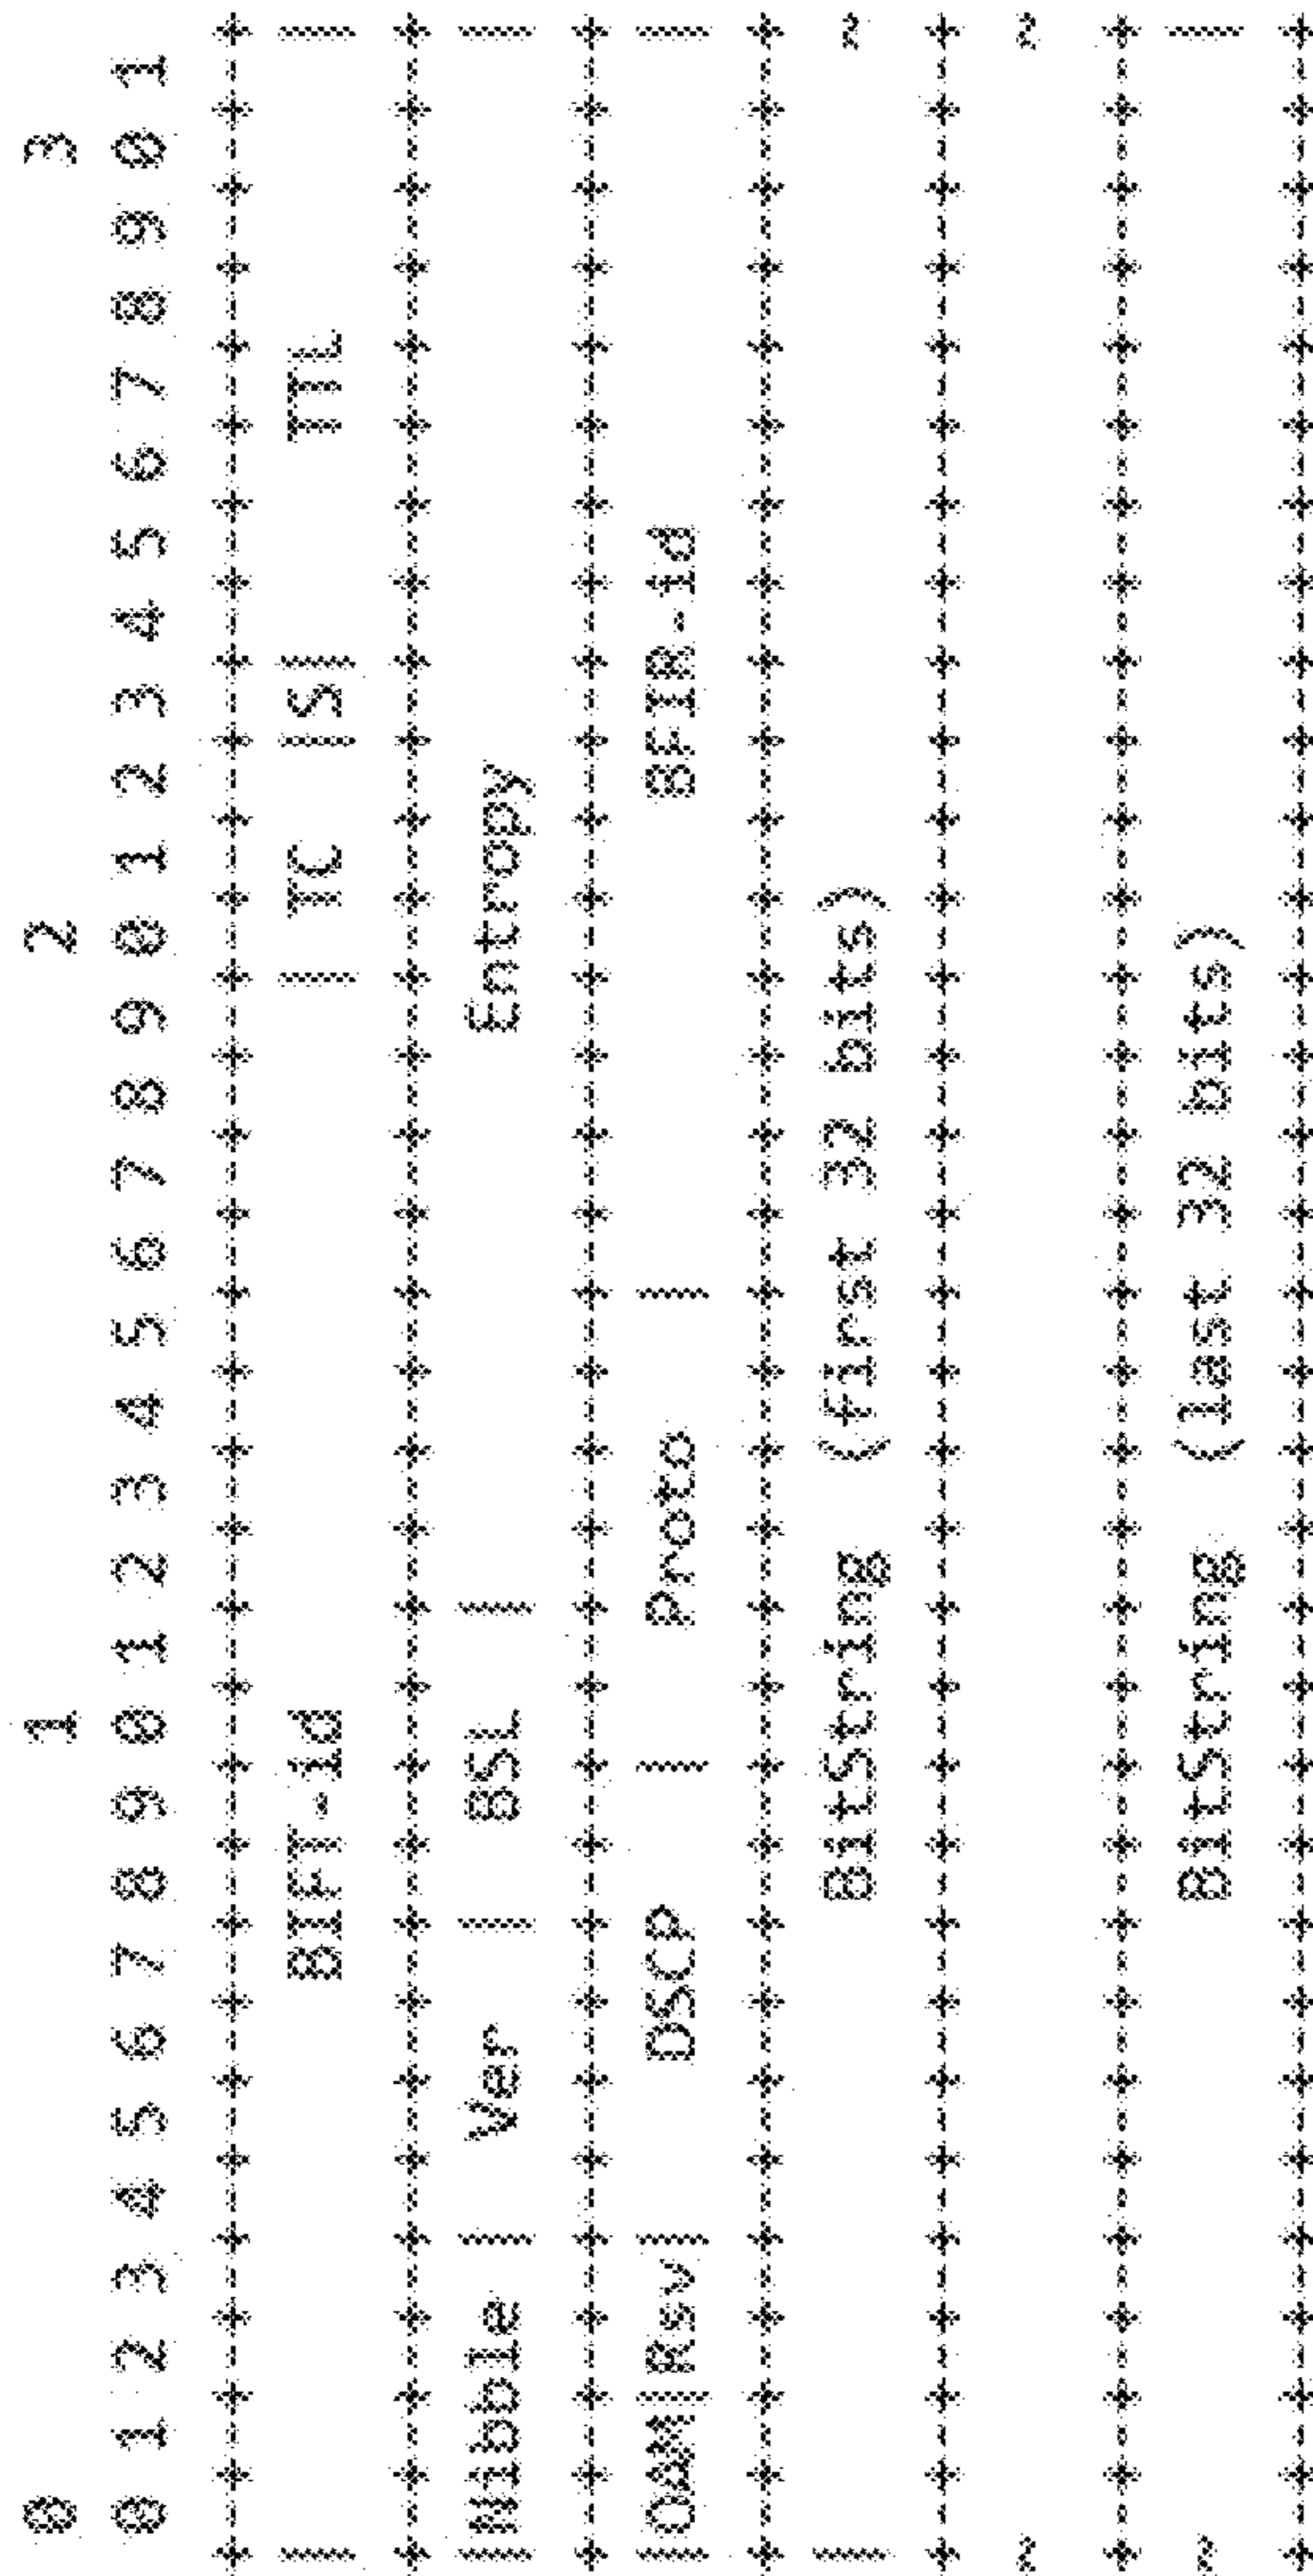 0                   1                   2                   3
 0 1 2 3 4 5 6 7 8 9 0 1 2 3 4 5 6 7 8 9 0 1 2 3 4 5 6 7 8 9 0 1
+-+-+-+-+-+-+-+-+-+-+-+-+-+-+-+-+-+-+-+-+-+-+-+-+-+-+-+-+-+-+-+-+
|              BIFT-id                  | TC  |S|     TTL       |
+-+-+-+-+-+-+-+-+-+-+-+-+-+-+-+-+-+-+-+-+-+-+-+-+-+-+-+-+-+-+-+-+
|Nibble |  Ver  |  BSL  |              Entropy                  |
+-+-+-+-+-+-+-+-+-+-+-+-+-+-+-+-+-+-+-+-+-+-+-+-+-+-+-+-+-+-+-+-+
|OAM|Rsv|    DSCP   |   Proto   |            BFIR-id            |
+-+-+-+-+-+-+-+-+-+-+-+-+-+-+-+-+-+-+-+-+-+-+-+-+-+-+-+-+-+-+-+-+
|                BitString  (first 32 bits)                     ~
+-+-+-+-+-+-+-+-+-+-+-+-+-+-+-+-+-+-+-+-+-+-+-+-+-+-+-+-+-+-+-+-+
~                                                               ~
+-+-+-+-+-+-+-+-+-+-+-+-+-+-+-+-+-+-+-+-+-+-+-+-+-+-+-+-+-+-+-+-+
~                BitString  (last 32 bits)                      |
+-+-+-+-+-+-+-+-+-+-+-+-+-+-+-+-+-+-+-+-+-+-+-+-+-+-+-+-+-+-+-+-+